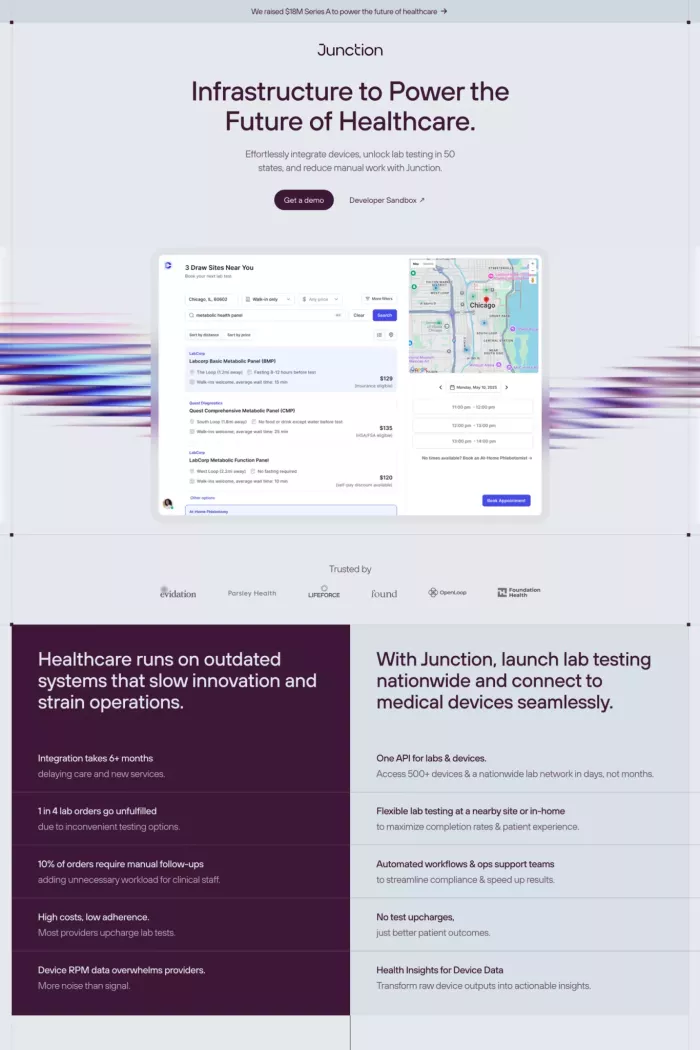 We raised $18M Series A to power the future of healthcare →
Junction
Infrastructure to Power the
Future of Healthcare.
Effortlessly integrate devices, unlock lab testing in 50
states, and reduce manual work with Junction.
Get a demo
Developer Sandbox ↗
3 Draw Sites Near You
Book your next lab test
Chicago, IL, 60602
Walk-in only
Any price
More filters
metabolic health panel
Clear
Search
Sort by distance
Sort by price
LabCorp
Labcorp Basic Metabolic Panel (BMP)
The Loop (1.2mi away)
Fasting 8-12 hours before test
Walk-ins welcome, average wait time: 15 min
$129
(insurance eligible)
Quest Diagnostics
Quest Comprehensive Metabolic Panel (CMP)
South Loop (1.8mi away)
No food or drink except water before test
Walk-ins welcome, average wait time: 25 min
$135
(HSA/FSA eligible)
LabCorp
LabCorp Metabolic Function Panel
West Loop (2.2mi away)
No fasting required
Walk-ins welcome, average wait time: 10 min
$120
(self-pay discount available)
Other options
At-Home Phlebotomy
Map
Chicago
Google
Monday, May 10, 2025
11:00 pm - 12:00 pm
12:00 pm - 13:00 pm
13:00 pm - 14:00 pm
No times available? Book an At-Home Phlebotomist →
Book Appointment
Trusted by
evidation
Parsley Health
LIFEFORCE
found
OpenLoop
Foundation
Health
Healthcare runs on outdated
systems that slow innovation and
strain operations.
Integration takes 6+ months
delaying care and new services.
1 in 4 lab orders go unfulfilled
due to inconvenient testing options.
10% of orders require manual follow-ups
adding unnecessary workload for clinical staff.
High costs, low adherence.
Most providers upcharge lab tests.
Device RPM data overwhelms providers.
More noise than signal.
With Junction, launch lab testing
nationwide and connect to
medical devices seamlessly.
One API for labs & devices.
Access 500+ devices & a nationwide lab network in days, not months.
Flexible lab testing at a nearby site or in-home
to maximize completion rates & patient experience.
Automated workflows & ops support teams
to streamline compliance & speed up results.
No test upcharges,
just better patient outcomes.
Health Insights for Device Data
Transform raw device outputs into actionable insights.